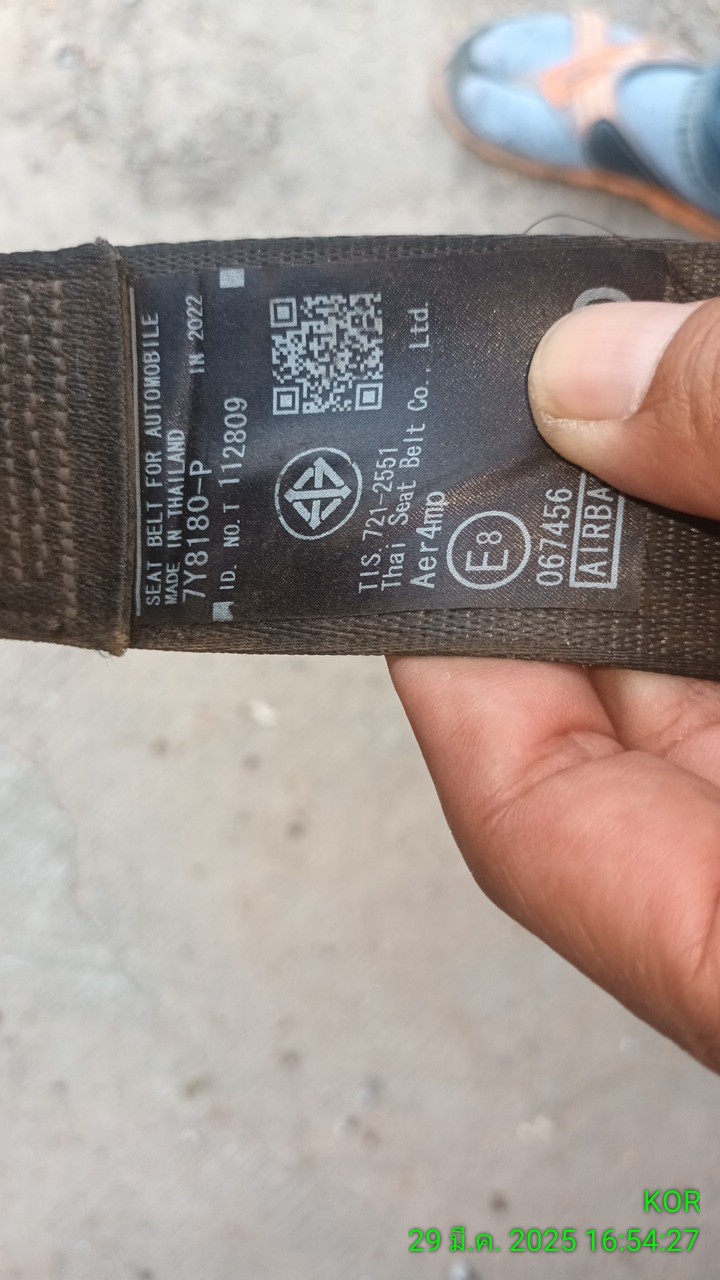 SEAT BELT FOR AUTOMOBILE
MADE IN THAILAND IN 2022
7Y8180-P
ID. NO.T 112809
TIS.721-2551
Thai Seat Belt Co., Ltd.
Aer4mp
E8
067456
KOR
29 มี.ค. 2025 16:54:27